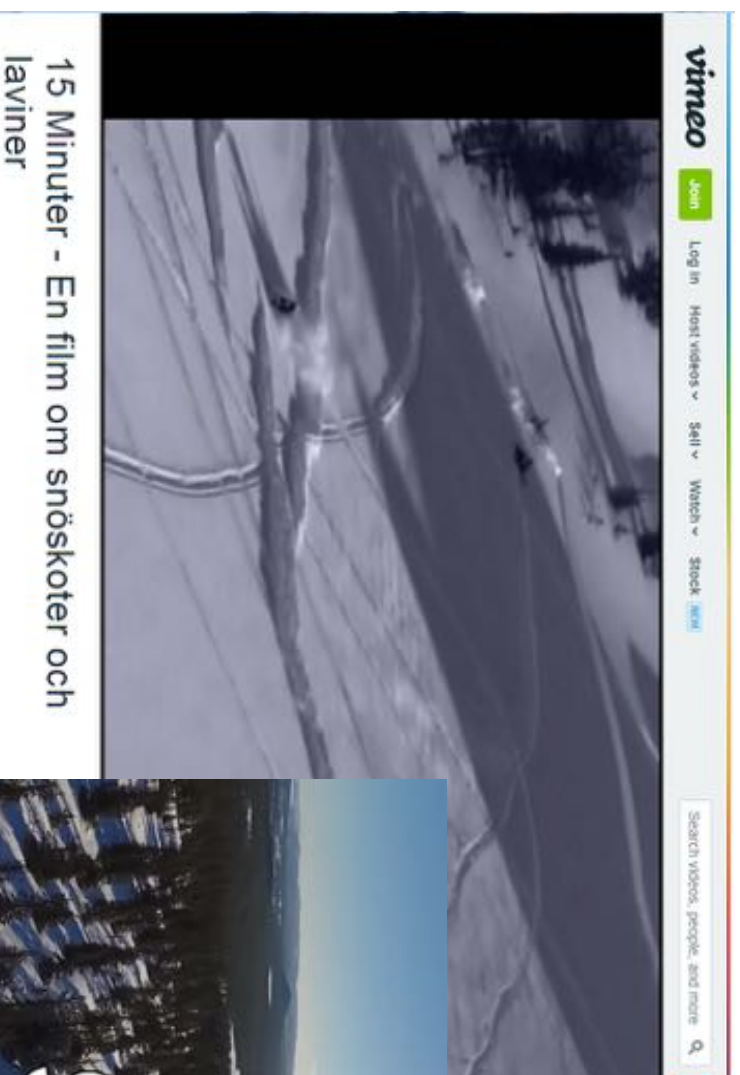 vimeo
Join Log in Host videos Sell Watch Stock NEW
Search videos, people, and more
15 Minuter - En film om snöskoter och
laviner